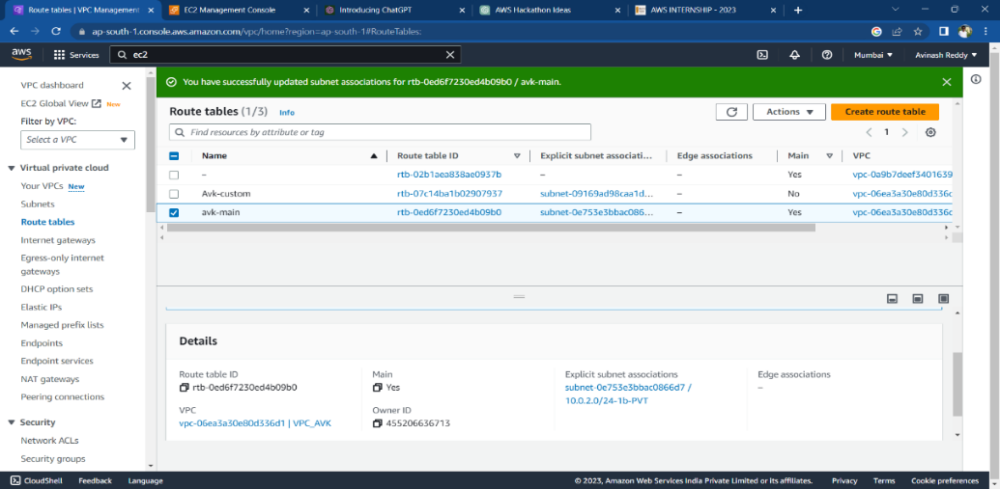 Route tables | VPC Management
EC2 Management Console
Introducing ChatGPT
AWS Hackathon Ideas
AWS INTERNSHIP - 2023
ap-south-1.console.aws.amazon.com/vpc/home?region=ap-south-1#RouteTables:
aws
Services
ec2
Mumbai
Avinash Reddy
VPC dashboard
EC2 Global View New
Filter by VPC:
Select a VPC
Virtual private cloud
Your VPCs New
Subnets
Route tables
Internet gateways
Egress-only internet
gateways
DHCP option sets
Elastic IPs
Managed prefix lists
Endpoints
Endpoint services
NAT gateways
Peering connections
Security
Network ACLs
Security groups
You have successfully updated subnet associations for rtb-0ed6f7230ed4b09b0 / avk-main.
Route tables (1/3) Info
Actions
Create route table
Find resources by attribute or tag
1
Name Route table ID Explicit subnet associati... Edge associations Main VPC
– rtb-02b1aea838ae0937b – – Yes vpc-0a9b7deef3401639
Avk-custom rtb-07c14ba1b02907937 subnet-09169ad98caa1d... – No vpc-06ea3a30e80d336d
avk-main rtb-0ed6f7230ed4b09b0 subnet-0e753e3bbac086... – Yes vpc-06ea3a30e80d336d
Details
Route table ID
rtb-0ed6f7230ed4b09b0
Main
Yes
Explicit subnet associations
subnet-0e753e3bbac0866d7 /
10.0.2.0/24-1b-PVT
Edge associations
–
VPC
vpc-06ea3a30e80d336d1 | VPC_AVK
Owner ID
455206636713
CloudShell Feedback Language © 2023, Amazon Web Services India Private Limited or its affiliates. Privacy Terms Cookie preferences